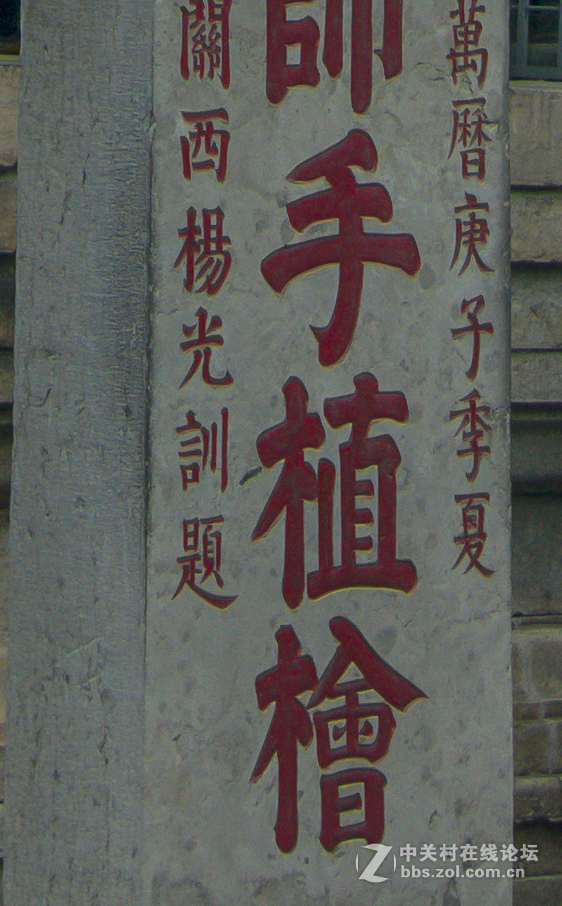 萬曆庚子季夏
師手植檜
關西楊光訓題
中关村在线论坛
bbs.zol.com.cn